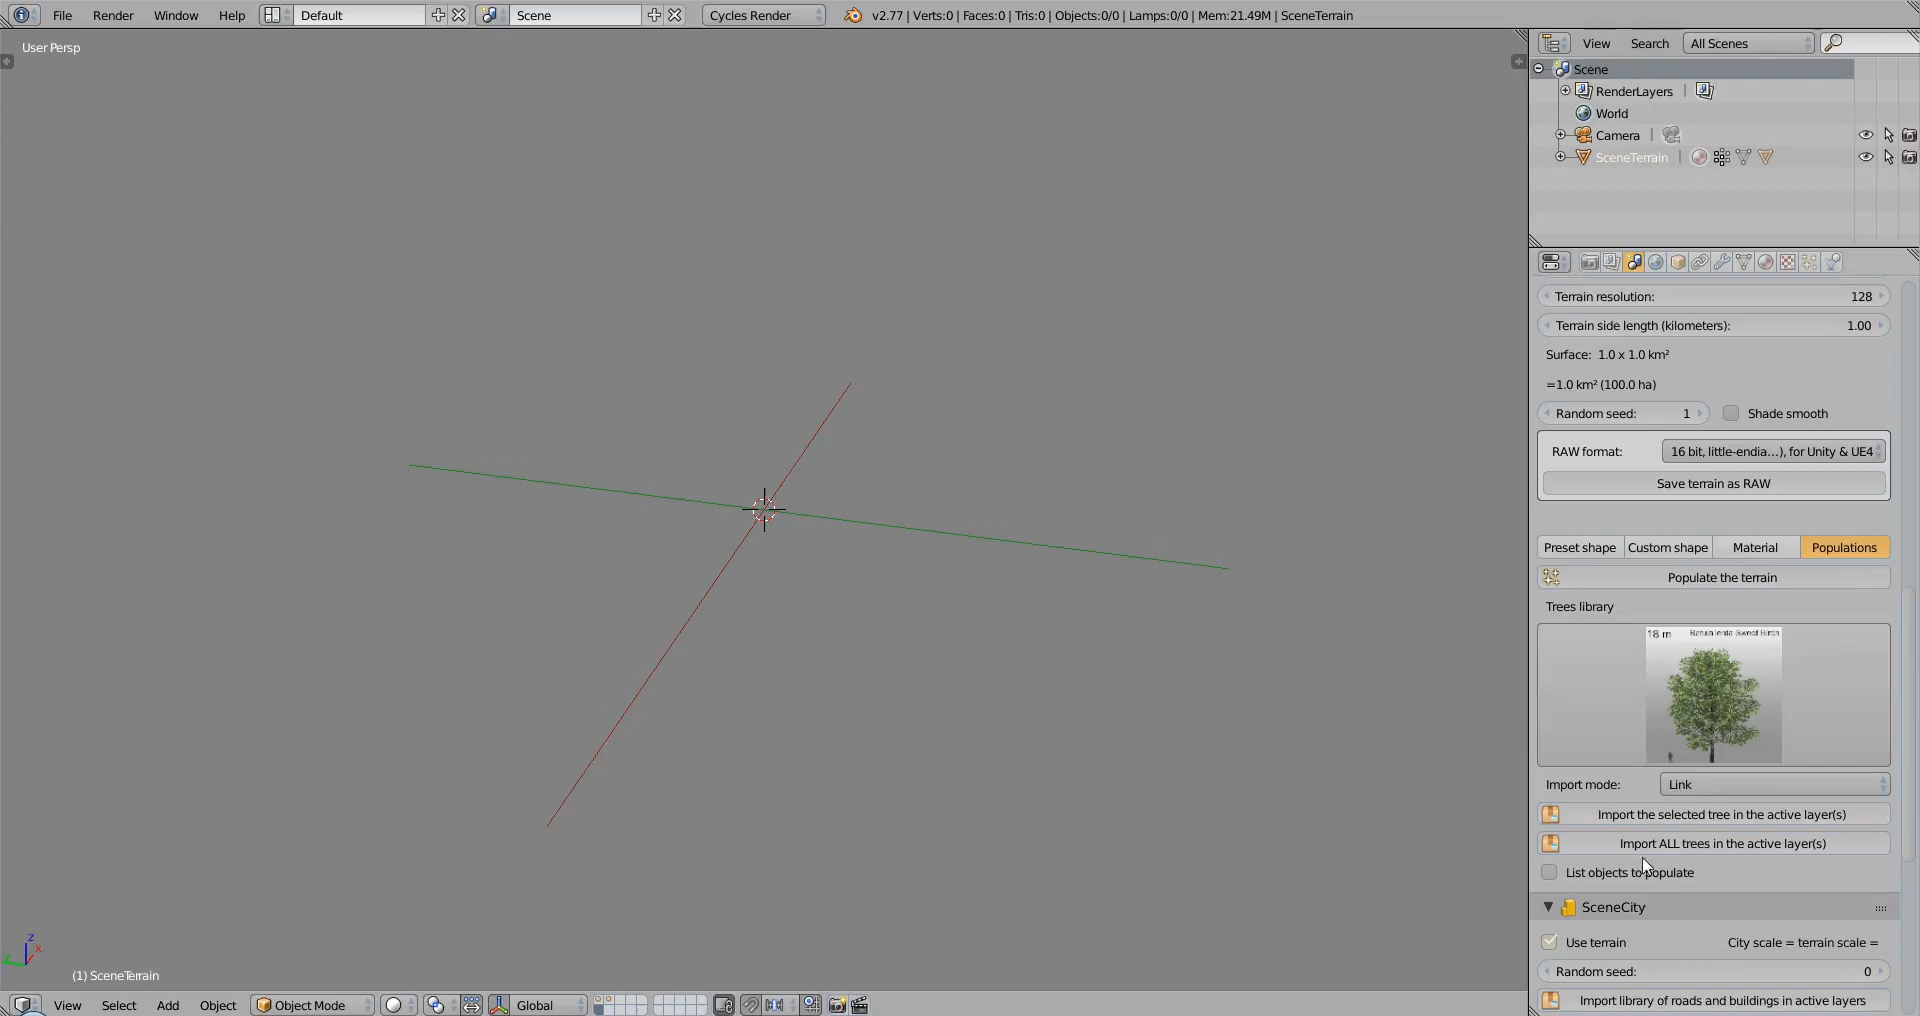 File Render Window Help Default Scene Cycles Render v2.77 | Verts:0 | Faces:0 | Tris:0 | Objects:0/0 | Lamps:0/0 | Mem:21.49M | SceneTerrain
User Persp
View Search All Scenes
Scene
RenderLayers
World
Camera
SceneTerrain
Terrain resolution: 128
Terrain side length (kilometers): 1.00
Surface: 1.0 x 1.0 km²
=1.0 km² (100.0 ha)
Random seed: 1 Shade smooth
RAW format: 16 bit, little-endia...), for Unity & UE4
Save terrain as RAW
Preset shape Custom shape Material Populations
Populate the terrain
Trees library
18 m Betula lenta Sweet Birch
Import mode: Link
Import the selected tree in the active layer(s)
Import ALL trees in the active layer(s)
List objects to populate
SceneCity
Use terrain City scale = terrain scale =
Random seed: 0
Import library of roads and buildings in active layers
z
x
(1) SceneTerrain
View Select Add Object Object Mode Global